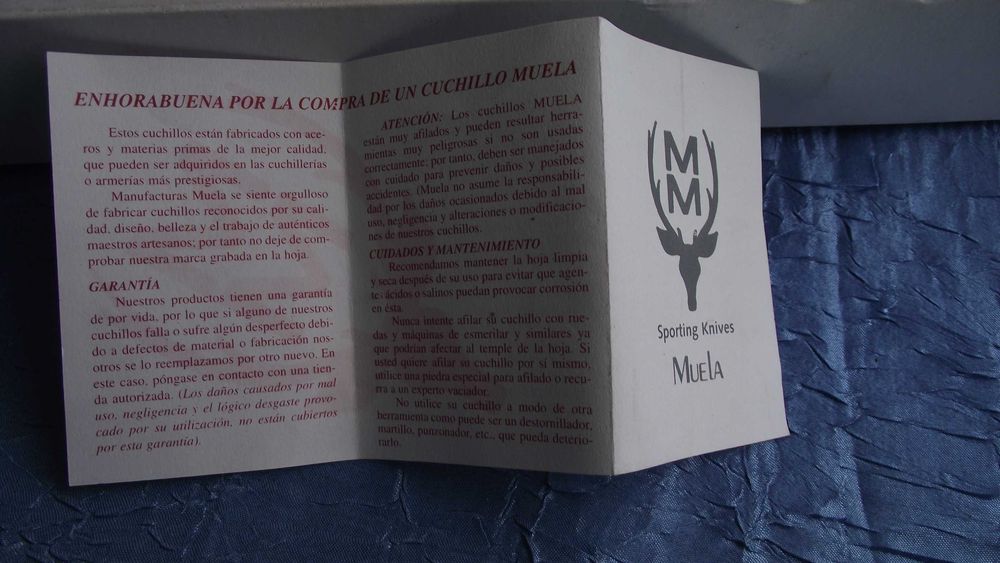 ENHORABUENA POR LA COMPRA DE UN CUCHILLO MUELA
Estos cuchillos están fabricados con ace-
ros y materias primas de la mejor calidad,
que pueden ser adquiridos en las cuchillerías
o armerías más prestigiosas.
Manufacturas Muela se siente orgulloso
de fabricar cuchillos reconocidos por su cali-
dad, diseño, belleza y el trabajo de auténticos
maestros artesanos; por tanto no deje de com-
probar nuestra marca grabada en la hoja.
GARANTÍA
Nuestros productos tienen una garantía
de por vida, por lo que si alguno de nuestros
cuchillos falla o sufre algún desperfecto debi-
do a defectos de material o fabricación nos-
otros se lo reemplazamos por otro nuevo. En
este caso, póngase en contacto con una tien-
da autorizada. (Los daños causados por mal
uso, negligencia y el lógico desgaste provo-
cado por su utilización, no están cubiertos
por esta garantía).
ATENCIÓN: Los cuchillos MUELA
están muy afilados y pueden resultar herra-
mientas muy peligrosas si no son usadas
correctamente; por tanto, deben ser manejados
con cuidado para prevenir daños y posibles
accidentes. (Muela no asume la responsabili-
dad por los daños ocasionados debido al mal
uso, negligencia y alteraciones o modificacio-
nes de nuestros cuchillos.
CUIDADOS Y MANTENIMIENTO
Recomendamos mantener la hoja limpia
y seca después de su uso para evitar que agen-
tes ácidos o salinos puedan provocar corrosión
en ésta.
Nunca intente afilar su cuchillo con rue-
das y máquinas de esmerilar y similares ya
que podrían afectar al temple de la hoja. Si
usted quiere afilar su cuchillo por sí mismo,
utilice una piedra especial para afilado o recu-
rra a un experto vaciador.
No utilice su cuchillo a modo de otra
herramienta como puede ser un destornillador,
martillo, punzonador, etc., que pueda deterio-
rarlo.
M
M
Sporting Knives
MUELA